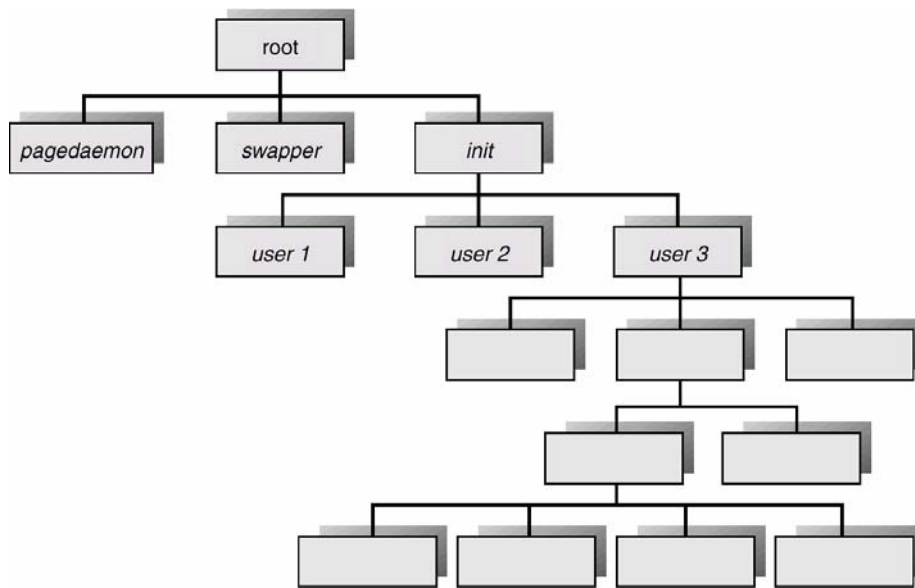 root
pagedaemon
swapper
init
user 1
user 2
user 3